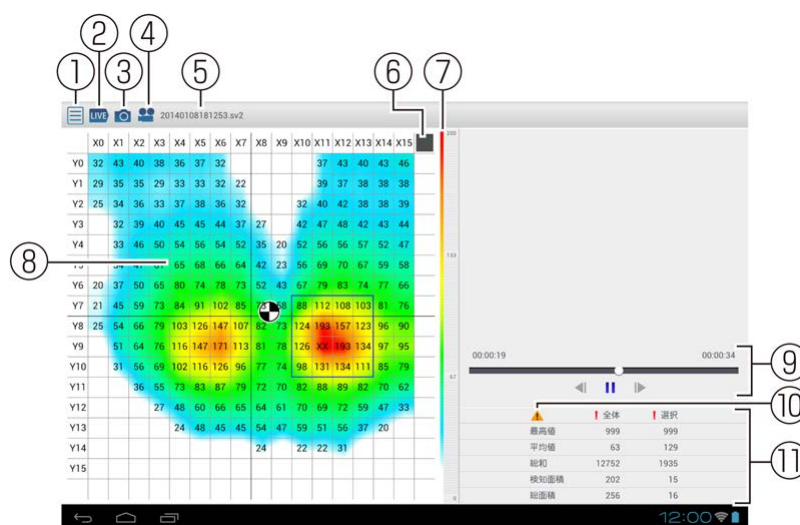 ① ② ③ ④ ⑤ ⑥ ⑦
LIVE 20140108181253.sv2
X0 X1 X2 X3 X4 X5 X6 X7 X8 X9 X10 X11 X12 X13 X14 X15
200
Y0 32 43 40 38 36 37 32 37 43 40 43 46
Y1 29 35 35 29 33 33 32 22 39 37 38 38 38
Y2 25 34 36 33 37 38 36 32 32 40 42 38 38 39
Y3 32 39 40 45 45 44 37 27 42 47 48 42 43 44
Y4 33 46 50 54 56 54 52 35 20 52 56 56 57 52 47
133
⑧
65 68 66 64 42 23 56 69 70 67 59 58
Y6 20 37 50 65 80 74 78 73 52 43 67 79 83 74 77 66
Y7 21 45 59 73 84 91 102 85 58 88 112 108 103 81 76
Y8 25 54 66 79 103 126 147 107 82 73 124 193 157 123 96 90
Y9 51 64 76 116 147 171 113 81 78 126 XX 193 134 97 95
Y10 31 56 69 102 116 126 96 77 74 98 131 134 111 85 79
Y11 36 55 73 83 87 79 72 70 82 88 89 82 70 62
Y12 27 48 60 66 65 64 61 70 69 72 59 47 33
Y13 24 48 45 45 54 47 59 51 56 37 20
Y14 24 22 22 31
Y15
67
0
00:00:19 00:00:34
⑨
⑩
! 全体 ! 選択
最高値 999 999
平均値 63 129
総和 12752 1935
検知面積 202 15
総面積 256 16
⑪
12:00